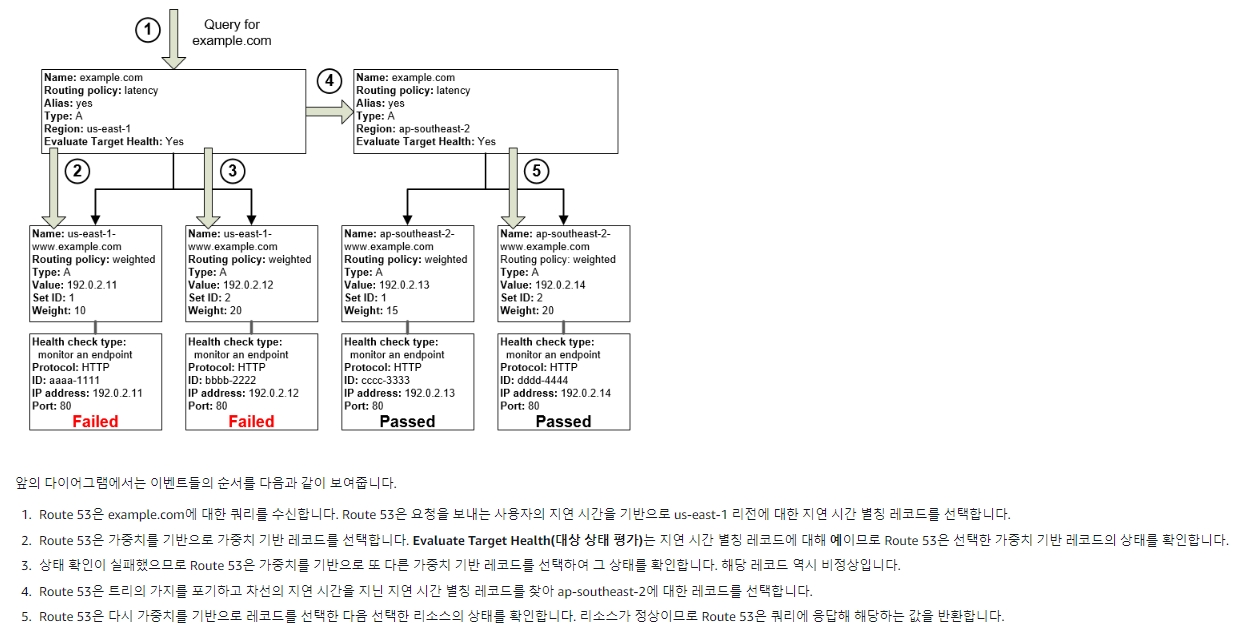 1
Query for
example.com
Name: example.com
Routing policy: latency
Alias: yes
Type: A
Region: us-east-1
Evaluate Target Health: Yes
4
Name: example.com
Routing policy: latency
Alias: yes
Type: A
Region: ap-southeast-2
Evaluate Target Health: Yes
2
3
5
Name: us-east-1-
www.example.com
Routing policy: weighted
Type: A
Value: 192.0.2.11
Set ID: 1
Weight: 10
Name: us-east-1-
www.example.com
Routing policy: weighted
Type: A
Value: 192.0.2.12
Set ID: 2
Weight: 20
Name: ap-southeast-2-
www.example.com
Routing policy: weighted
Type: A
Value: 192.0.2.13
Set ID: 1
Weight: 15
Name: ap-southeast-2-
www.example.com
Routing policy: weighted
Type: A
Value: 192.0.2.14
Set ID: 2
Weight: 20
Health check type:
monitor an endpoint
Protocol: HTTP
ID: aaaa-1111
IP address: 192.0.2.11
Port: 80
Failed
Health check type:
monitor an endpoint
Protocol: HTTP
ID: bbbb-2222
IP address: 192.0.2.12
Port: 80
Failed
Health check type:
monitor an endpoint
Protocol: HTTP
ID: cccc-3333
IP address: 192.0.2.13
Port: 80
Passed
Health check type:
monitor an endpoint
Protocol: HTTP
ID: dddd-4444
IP address: 192.0.2.14
Port: 80
Passed
앞의 다이어그램에서는 이벤트들의 순서를 다음과 같이 보여줍니다.
1. Route 53은 example.com에 대한 쿼리를 수신합니다. Route 53은 요청을 보내는 사용자의 지연 시간을 기반으로 us-east-1 리전에 대한 지연 시간 별칭 레코드를 선택합니다.
2. Route 53은 가중치를 기반으로 가중치 기반 레코드를 선택합니다. Evaluate Target Health(대상 상태 평가)는 지연 시간 별칭 레코드에 대해 예이므로 Route 53은 선택한 가중치 기반 레코드의 상태를 확인합니다.
3. 상태 확인이 실패했으므로 Route 53은 가중치를 기반으로 또 다른 가중치 기반 레코드를 선택하여 그 상태를 확인합니다. 해당 레코드 역시 비정상입니다.
4. Route 53은 트리의 가지를 포기하고 차선의 지연 시간을 지닌 지연 시간 별칭 레코드를 찾아 ap-southeast-2에 대한 레코드를 선택합니다.
5. Route 53은 다시 가중치를 기반으로 레코드를 선택한 다음 선택한 리소스의 상태를 확인합니다. 리소스가 정상이므로 Route 53은 쿼리에 응답해 해당하는 값을 반환합니다.